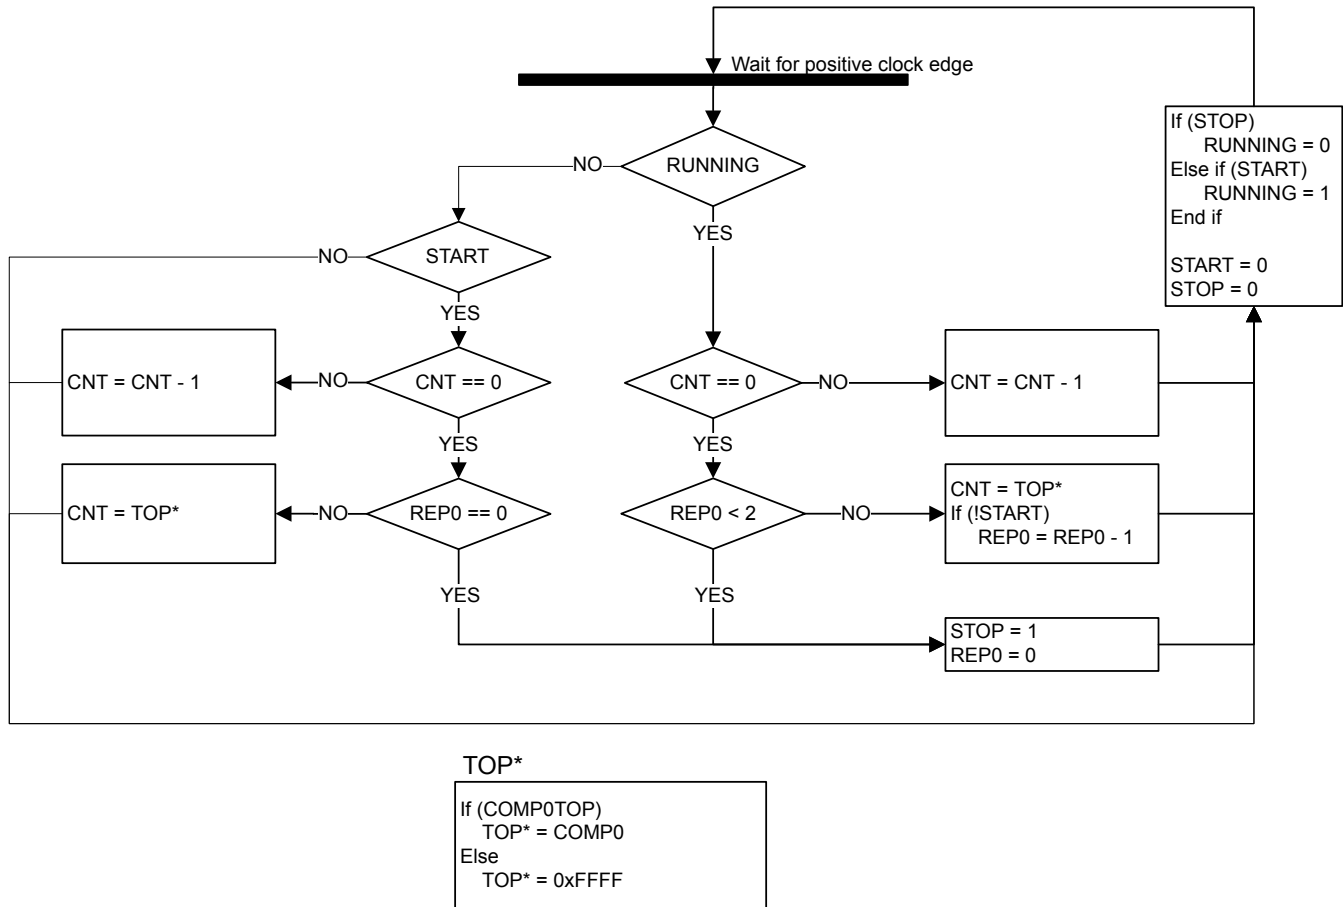 Wait for positive clock edge
If (STOP)
RUNNING = 0
Else if (START)
RUNNING = 1
End if
START = 0
STOP = 0
RUNNING
NO
YES
START
NO
YES
CNT = CNT - 1
NO
CNT == 0
YES
CNT == 0
NO
CNT = CNT - 1
YES
CNT = TOP*
NO
REP0 == 0
YES
REP0 < 2
NO
CNT = TOP*
If (!START)
REP0 = REP0 - 1
YES
STOP = 1
REP0 = 0
TOP*
If (COMP0TOP)
TOP* = COMP0
Else
TOP* = 0xFFFF